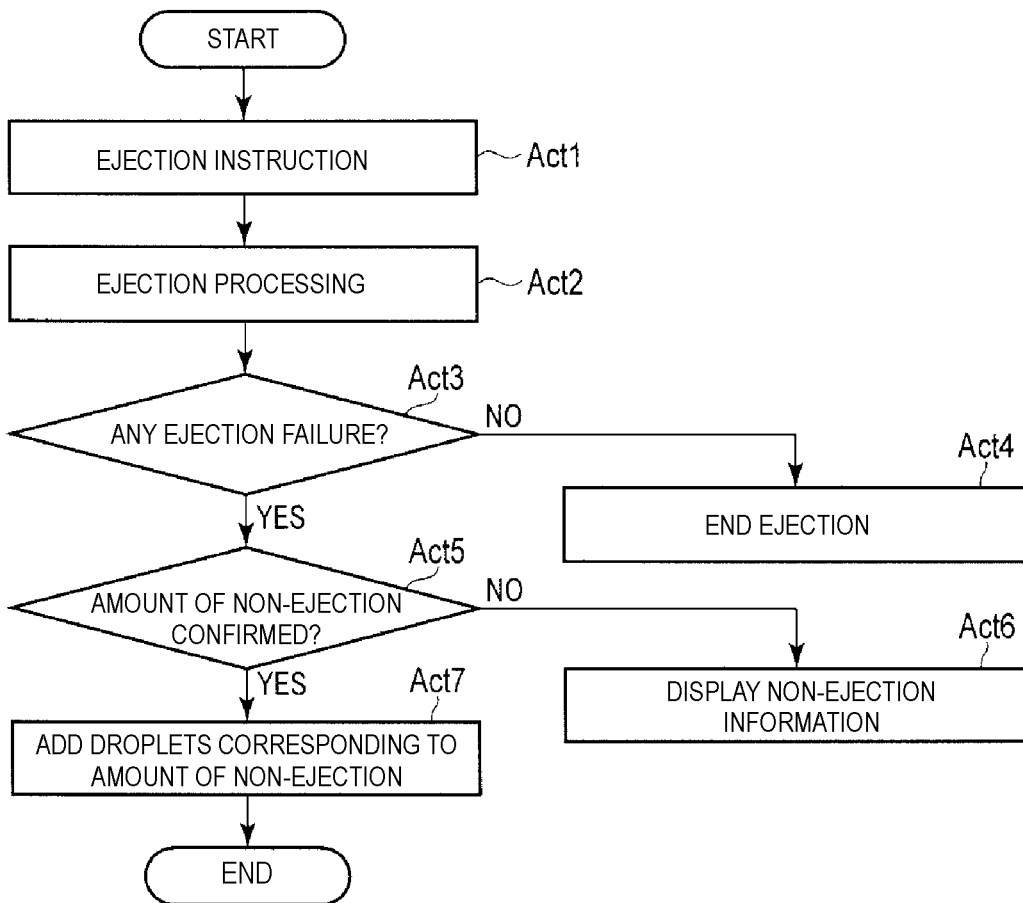 START
EJECTION INSTRUCTION
Act1
EJECTION PROCESSING
Act2
Act3
ANY EJECTION FAILURE?
NO
Act4
END EJECTION
YES
Act5
AMOUNT OF NON-EJECTION
CONFIRMED?
NO
Act6
DISPLAY NON-EJECTION
INFORMATION
YES
Act7
ADD DROPLETS CORRESPONDING TO
AMOUNT OF NON-EJECTION
END